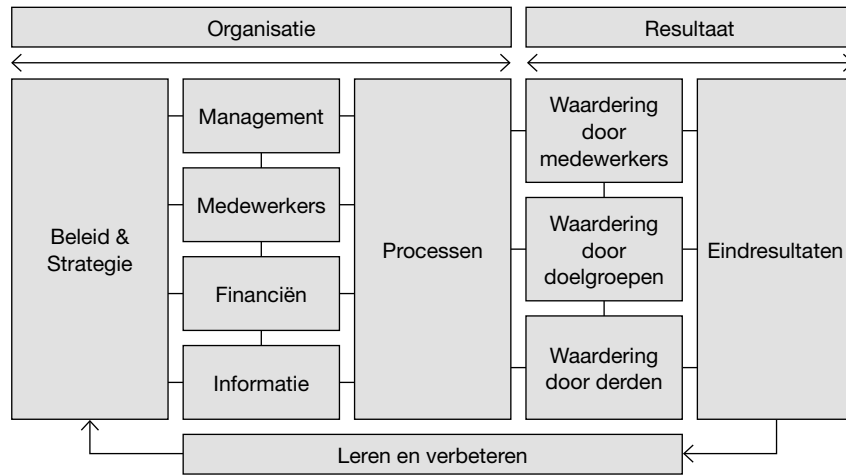 Organisatie
Resultaat
Beleid &
Strategie
Management
Medewerkers
Financiën
Informatie
Processen
Waardering
door
medewerkers
Waardering
door
doelgroepen
Waardering
door derden
Eindresultaten
Leren en verbeteren